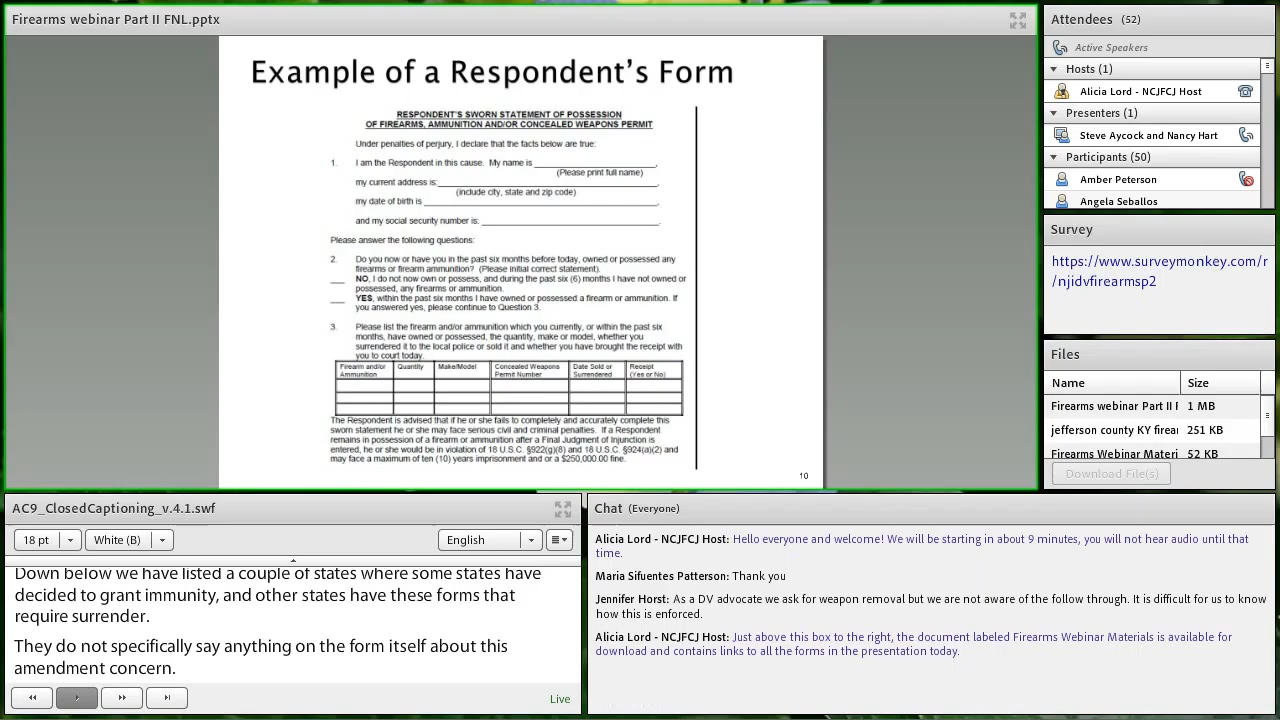 Firearms webinar Part II FNL.pptx
Example of a Respondent's Form
RESPONDENT'S SWORN STATEMENT OF POSSESSION
OF FIREARMS, AMMUNITION AND/OR CONCEALED WEAPONS PERMIT
Under penalties of perjury, I declare that the facts below are true:
1. I am the Respondent in this cause. My name is ____________________,
(Please print full name)
my current address is:____________________,
(include city, state and zip code)
my date of birth is ____________________,
and my social security number is: ____________________.
Please answer the following questions:
2. Do you now or have you in the past six months before today, owned or possessed any
firearms or firearm ammunition? (Please initial correct statement).
___ NO, I do not now own or possess, and during the past six (6) months I have not owned or
possessed, any firearms or ammunition.
___ YES, within the past six months I have owned or possessed a firearm or ammunition. If
you answered yes, please continue to Question 3.
3. Please list the firearm and/or ammunition which you currently, or within the past six
months, have owned or possessed, the quantity, make or model, whether you
surrendered it to the local police or sold it and whether you have brought the receipt with
you to court today.
Firearm and/or Ammunition Quantity Make/Model Concealed Weapons Permit Number Date Sold or Surrendered Receipt (Yes or No)
The Respondent is advised that if he or she fails to completely and accurately complete this
sworn statement he or she may face serious civil and criminal penalties. If a Respondent
remains in possession of a firearm or ammunition after a Final Judgment of Injunction is
entered, he or she would be in violation of 18 U.S.C. §922(g)(8) and 18 U.S.C. §924(a)(2) and
may face a maximum of ten (10) years imprisonment and or a $250,000.00 fine.
10
Attendees (52)
Active Speakers
Hosts (1)
Alicia Lord - NCJFCJ Host
Presenters (1)
Steve Aycock and Nancy Hart
Participants (50)
Amber Peterson
Angela Seballos
Survey
https://www.surveymonkey.com/r
/njidvfirearmsp2
Files
Name Size
Firearms webinar Part II 1 MB
jefferson county KY firear 251 KB
Firearms Webinar Materi 52 KB
Download File(s)
AC9_ClosedCaptioning_v.4.1.swf
18 pt White (B) English
Down below we have listed a couple of states where some states have
decided to grant immunity, and other states have these forms that
require surrender.
They do not specifically say anything on the form itself about this
amendment concern.
Live
Chat (Everyone)
Alicia Lord - NCJFCJ Host: Hello everyone and welcome! We will be starting in about 9 minutes, you will not hear audio until that
time.
Maria Sifuentes Patterson: Thank you
Jennifer Horst: As a DV advocate we ask for weapon removal but we are not aware of the follow through. It is difficult for us to know
how this is enforced.
Alicia Lord - NCJFCJ Host: Just above this box to the right, the document labeled Firearms Webinar Materials is available for
download and contains links to all the forms in the presentation today.